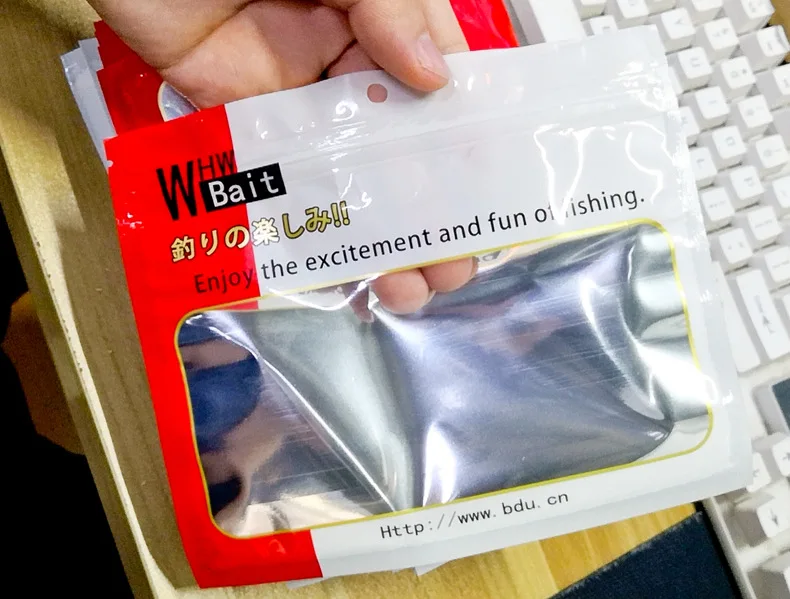 WHW
Bait
釣りの楽しみ!!
Enjoy the excitement and fun of fishing.
Http://www.bdu.cn